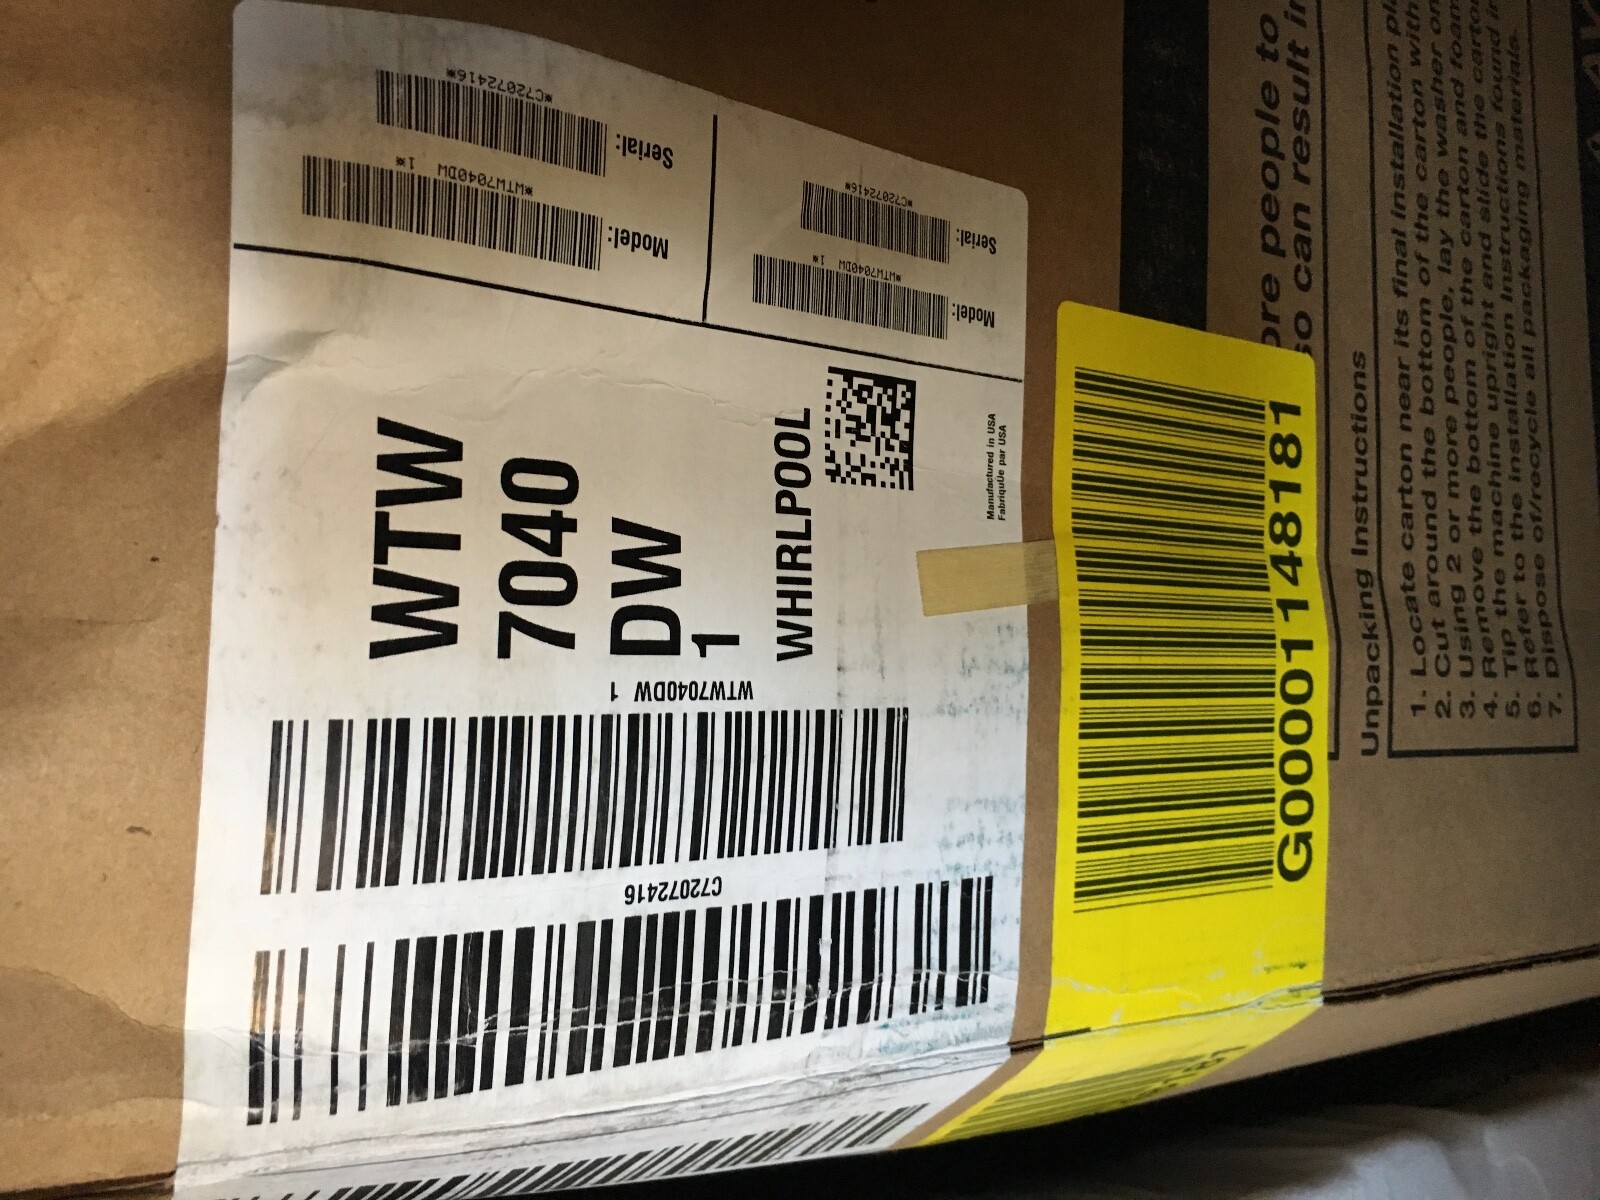 WTW
7040
DW
1
WHIRLPOOL
Manufactured in USA
FabriquÜe par USA
WTW7040DW 1
C72072416
Model:
*WTW7040DW 1*
Serial:
*C72072416*
Model:
*WTW7040DW 1*
Serial:
*C72072416*
G0001148181
ore people to
so can result in
Unpacking Instructions
1. Locate carton near its final installation
2. Cut around the bottom of the carton with
3. Using 2 or more people, lay the washer on
4. Remove the bottom of the carton and foam
5. Tip the machine upright and slide the carton
6. Refer to the installation Instructions found in
7. Dispose of/recycle all packaging materials.